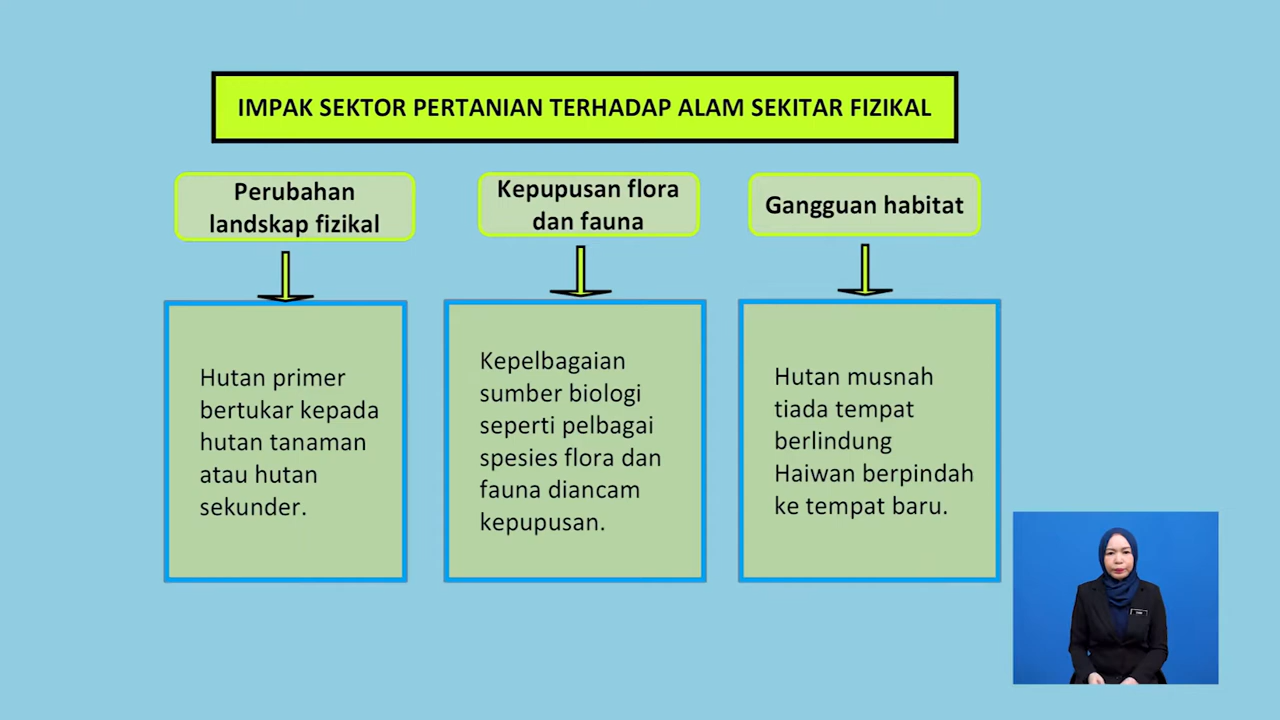 IMPAK SEKTOR PERTANIAN TERHADAP ALAM SEKITAR FIZIKAL
Perubahan
landskap fizikal
Hutan primer
bertukar kepada
hutan tanaman
atau hutan
sekunder.
Kepupusan flora
dan fauna
Kepelbagaian
sumber biologi
seperti pelbagai
spesies flora dan
fauna diancam
kepupusan.
Gangguan habitat
Hutan musnah
tiada tempat
berlindung
Haiwan berpindah
ke tempat baru.